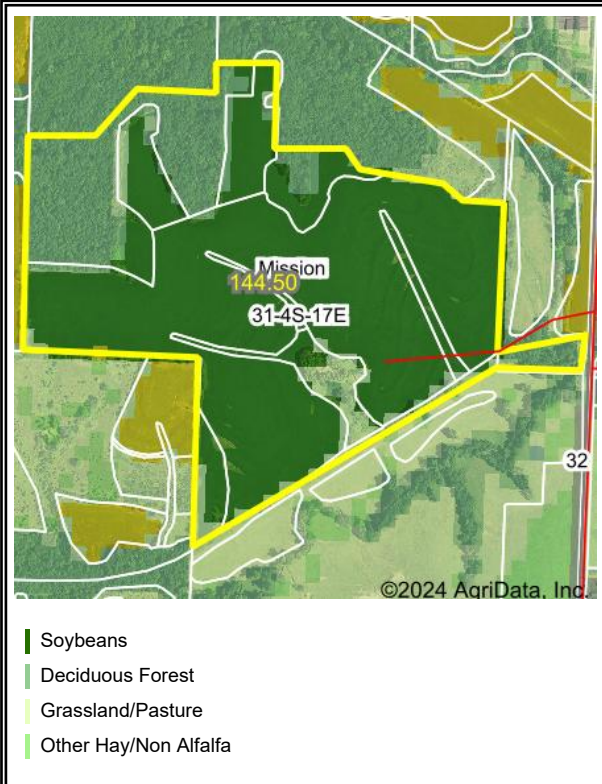 Mission
144.50
31-4S-17E
32
©2024 AgriData, Inc.
Soybeans
Deciduous Forest
Grassland/Pasture
Other Hay/Non Alfalfa